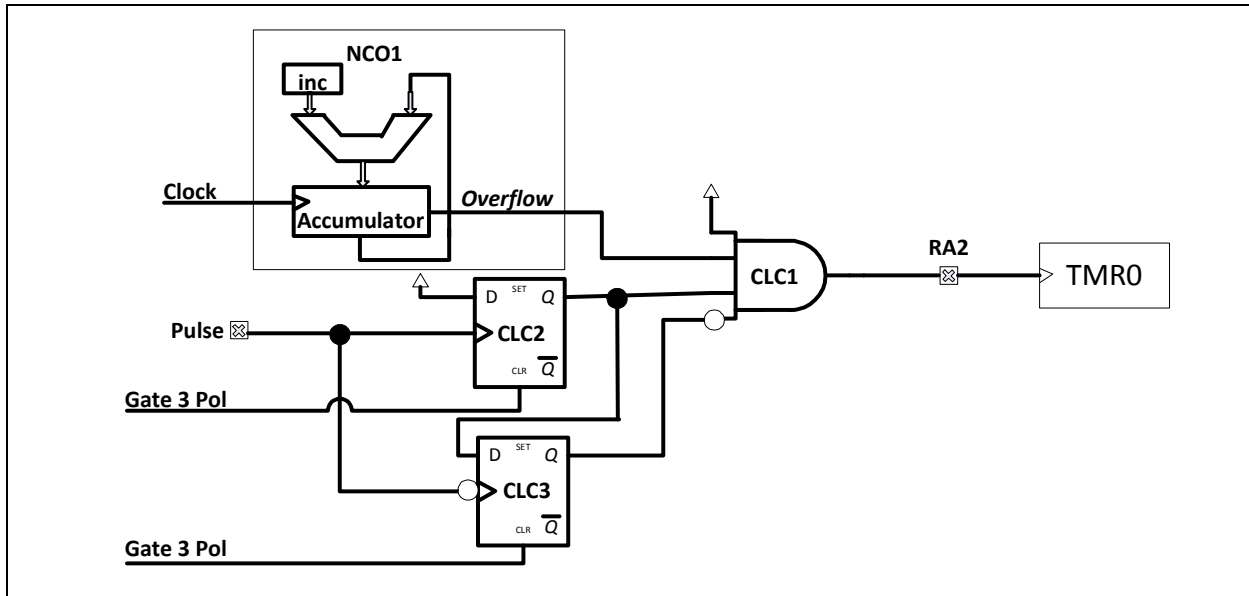 NCO1
inc
Clock
Accumulator
Overflow
CLC1
RA2
TMR0
D SET Q
Pulse
CLC2
CLR Q
Gate 3 Pol
D SET Q
CLC3
CLR Q
Gate 3 Pol